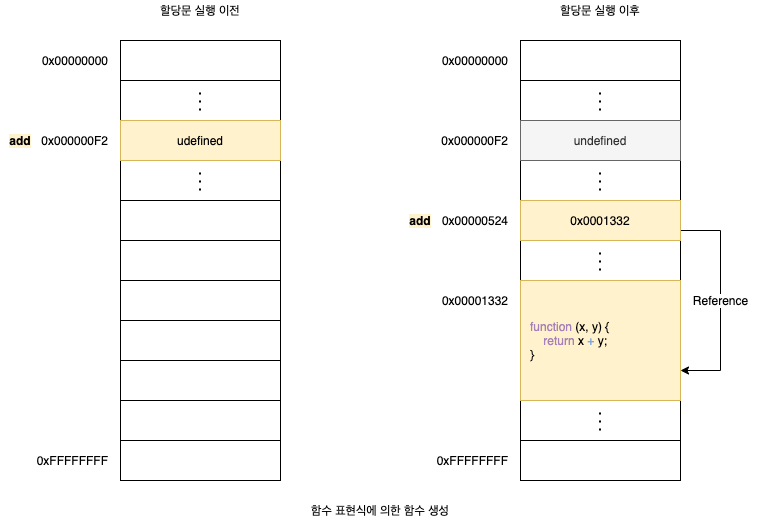 할당문 실행 이전
0x00000000
add 0x000000F2 udefined
0xFFFFFFFF
할당문 실행 이후
0x00000000
0x000000F2 undefined
add 0x00000524 0x0001332
Reference
0x00001332
function (x, y) {
return x + y;
}
0xFFFFFFFF
함수 표현식에 의한 함수 생성